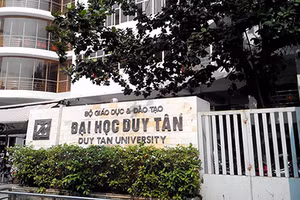 BỘ GIÁO DỤC & ĐÀO TẠO
ĐẠI HỌC DUY TÂN
DUY TAN UNIVERSITY